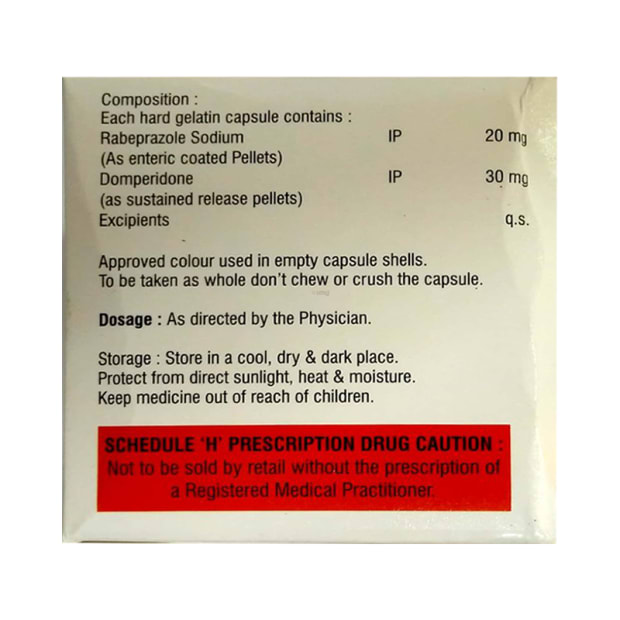 Composition :
Each hard gelatin capsule contains :
Rabeprazole Sodium IP 20 mg
(As enteric coated Pellets)
Domperidone IP 30 mg
(as sustained release pellets)
Excipients q.s.
Approved colour used in empty capsule shells.
To be taken as whole don't chew or crush the capsule.
Dosage : As directed by the Physician.
Storage : Store in a cool, dry & dark place.
Protect from direct sunlight, heat & moisture.
Keep medicine out of reach of children.
SCHEDULE 'H' PRESCRIPTION DRUG CAUTION :
Not to be sold by retail without the prescription of
a Registered Medical Practitioner.